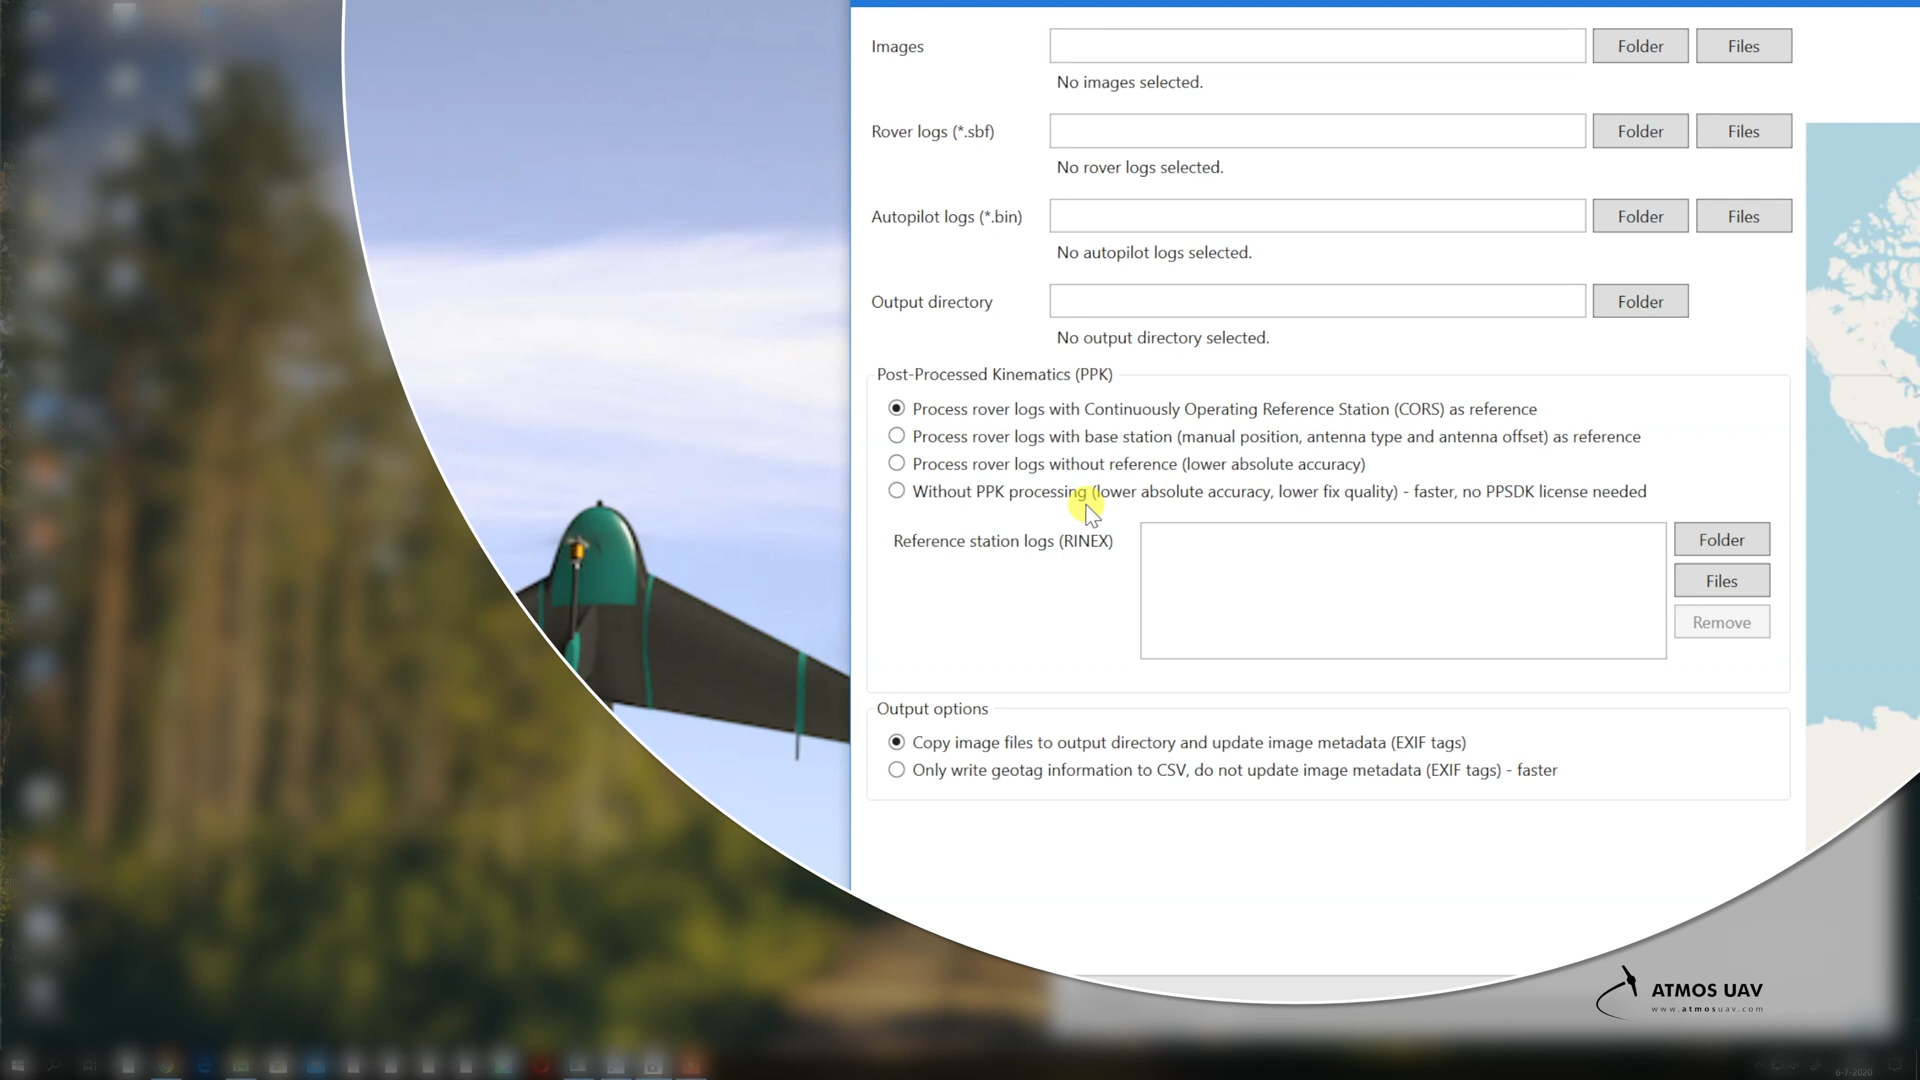 Images
Folder
Files
No images selected.
Rover logs (*.sbf)
Folder
Files
No rover logs selected.
Autopilot logs (*.bin)
Folder
Files
No autopilot logs selected.
Output directory
Folder
No output directory selected.
Post-Processed Kinematics (PPK)
Process rover logs with Continuously Operating Reference Station (CORS) as reference
Process rover logs with base station (manual position, antenna type and antenna offset) as reference
Process rover logs without reference (lower absolute accuracy)
Without PPK processing (lower absolute accuracy, lower fix quality) - faster, no PPSDK license needed
Reference station logs (RINEX)
Folder
Files
Remove
Output options
Copy image files to output directory and update image metadata (EXIF tags)
Only write geotag information to CSV, do not update image metadata (EXIF tags) - faster
ATMOS UAV
www.atmosuav.com
6-7-2020